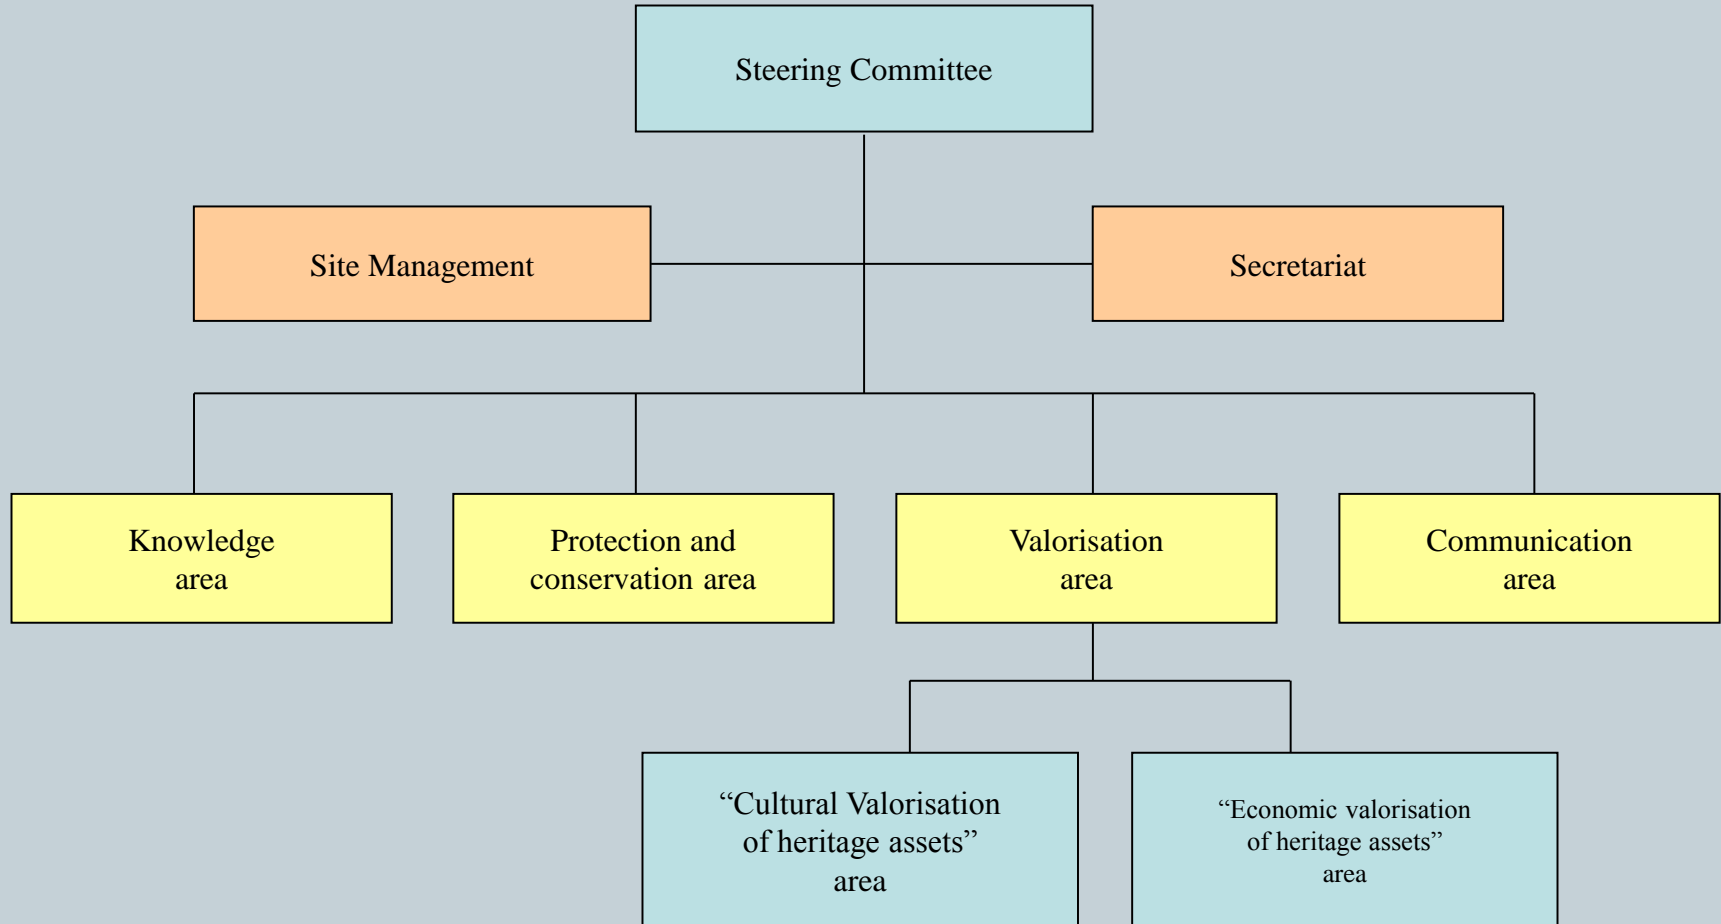 Steering Committee
Site Management
Secretariat
Knowledge
area
Protection and
conservation area
Valorisation
area
Communication
area
“Cultural Valorisation
of heritage assets”
area
“Economic valorisation
of heritage assets”
area